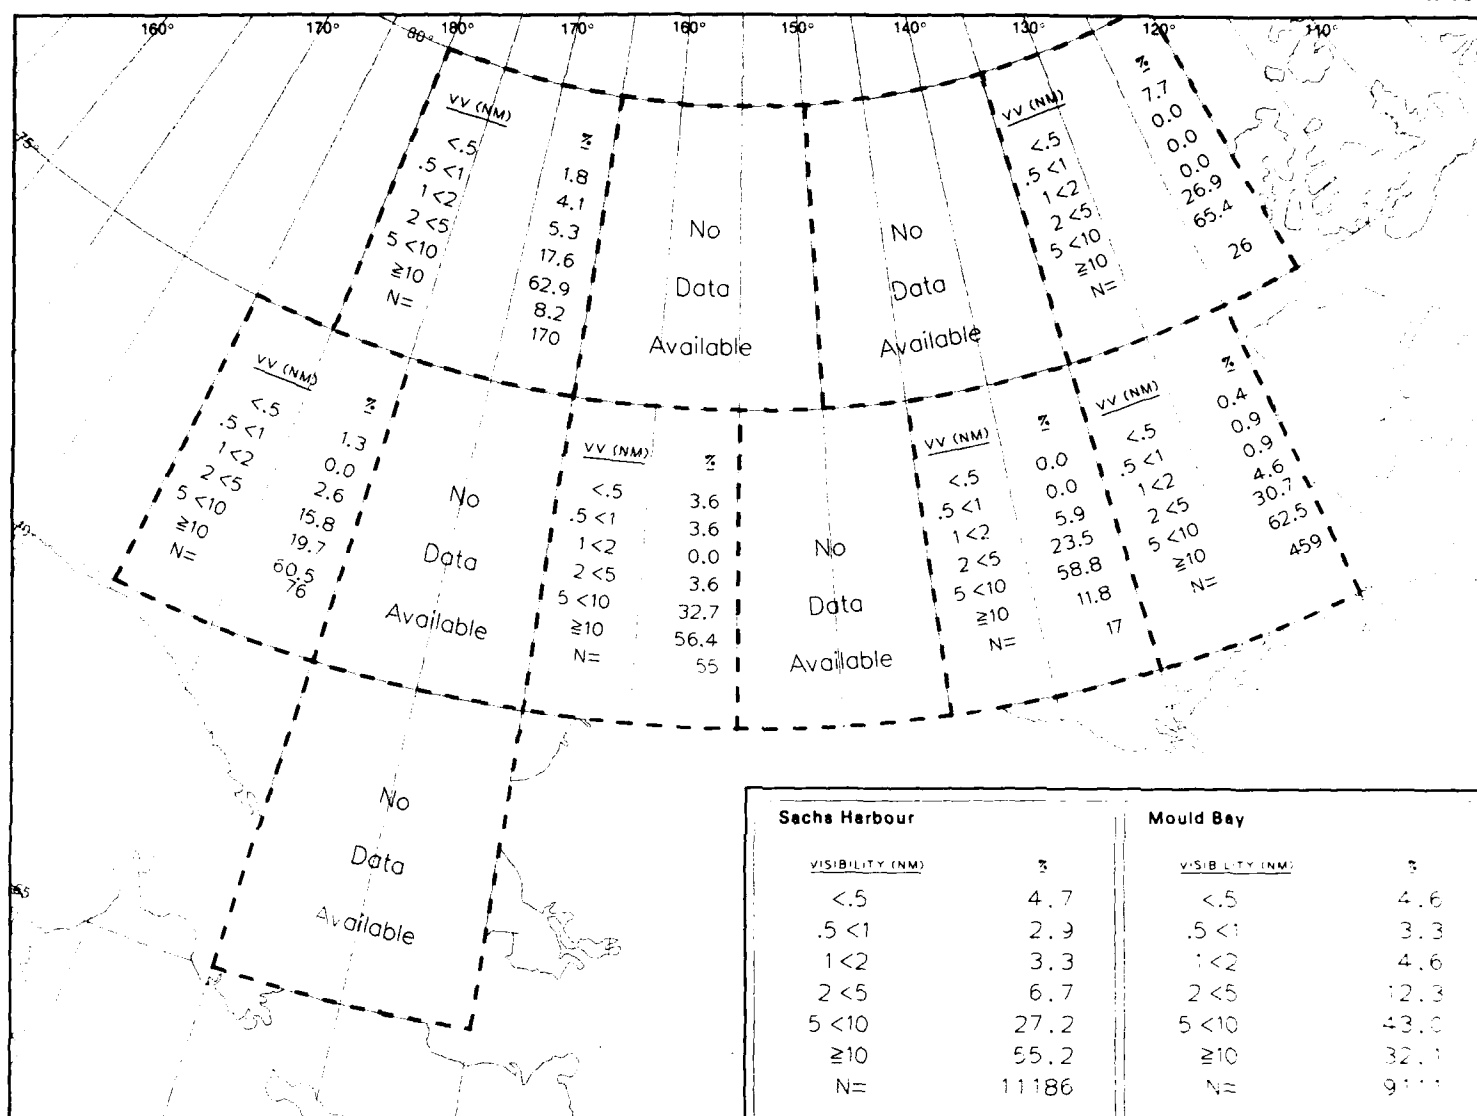 160° 170° 180° 170° 160° 150° 140° 130° 120° 110°
80°
75°
65
VV (NM) %
<.5 1.8
.5 <1 4.1
1 <2 5.3
2 <5 17.6
5 <10 62.9
≧10 8.2
N= 170
No
Data
Available
No
Data
Available
VV (NM) %
<.5 7.7
.5 <1 0.0
1 <2 0.0
2 <5 0.0
5 <10 26.9
≧10 65.4
N= 26
VV (NM) %
<.5 1.3
.5 <1 0.0
1 <2 2.6
2 <5 15.8
5 <10 19.7
≧10 60.5
N= 76
No
Data
Available
VV (NM) %
<.5 3.6
.5 <1 3.6
1 <2 0.0
2 <5 3.6
5 <10 32.7
≧10 56.4
N= 55
No
Data
Available
VV (NM) %
<.5 0.0
.5 <1 0.0
1 <2 5.9
2 <5 23.5
5 <10 58.8
≧10 11.8
N= 17
VV (NM) %
<.5 0.4
.5 <1 0.9
1 <2 0.9
2 <5 4.6
5 <10 30.7
≧10 62.5
N= 459
No
Data
Available
Sachs Harbour
VISIBILITY (NM) %
<.5 4.7
.5 <1 2.9
1 <2 3.3
2 <5 6.7
5 <10 27.2
≧10 55.2
N= 11186
Mould Bay
VISIBILITY (NM) %
<.5 4.6
.5 <1 3.3
1 <2 4.6
2 <5 12.3
5 <10 43.0
≧10 32.1
N=